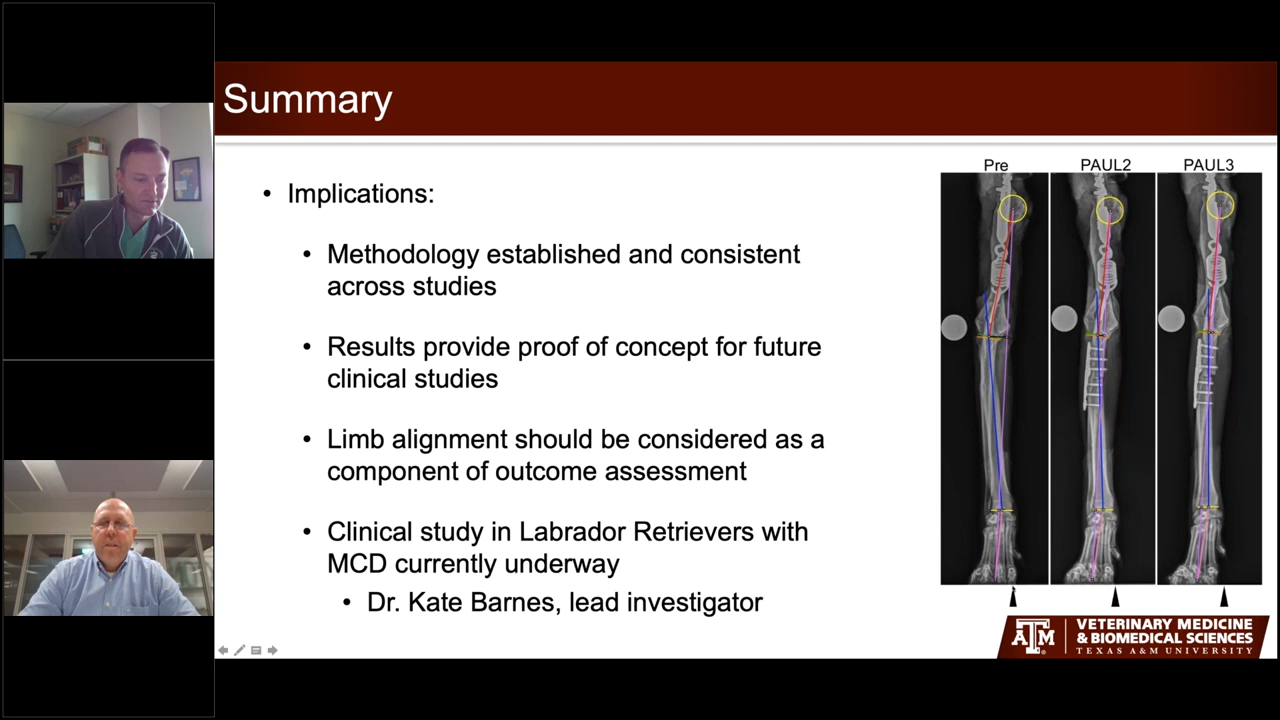 Summary
Pre
PAUL2
PAUL3
• Implications:
• Methodology established and consistent
across studies
• Results provide proof of concept for future
clinical studies
• Limb alignment should be considered as a
component of outcome assessment
• Clinical study in Labrador Retrievers with
MCD currently underway
• Dr. Kate Barnes, lead investigator
ATM
VETERINARY MEDICINE
& BIOMEDICAL SCIENCES
TEXAS A&M UNIVERSITY